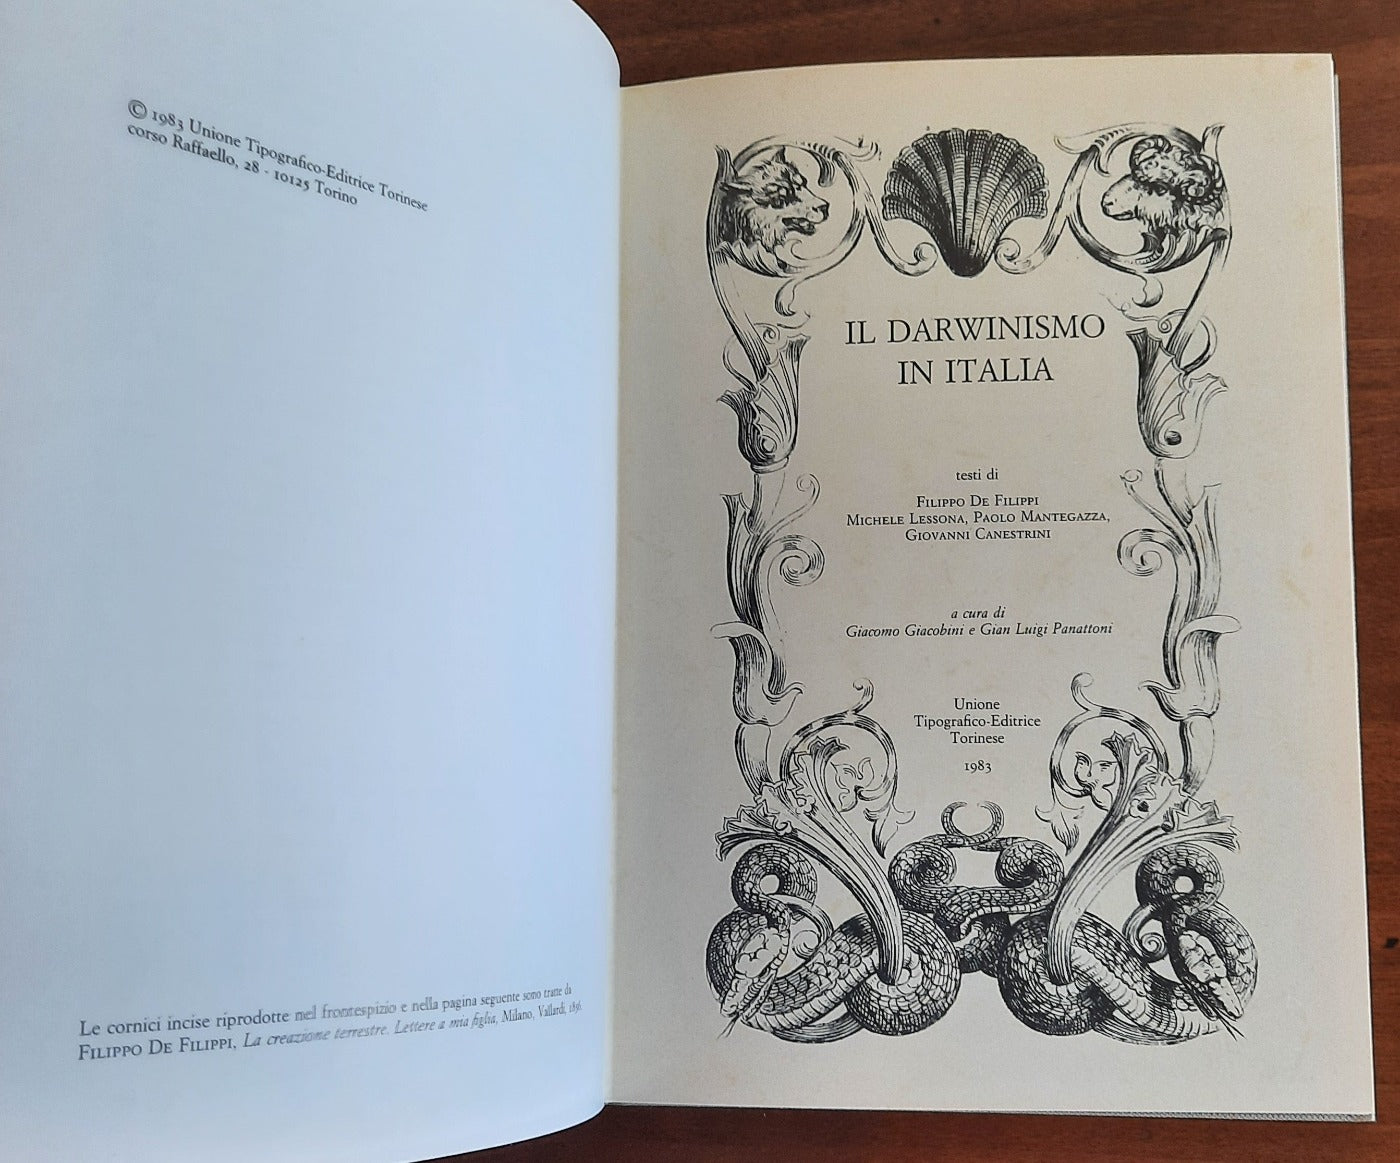 © 1983 Unione Tipografico-Editrice Torinese
corso Raffaello, 28 - 10125 Torino
Le cornici incise riprodotte nel frontespizio e nella pagina seguente sono tratte da
FILIPPO DE FILIPPI, La creazione terrestre. Lettere a mia figlia, Milano, Vallardi, 1856.
IL DARWINISMO
IN ITALIA
testi di
FILIPPO DE FILIPPI
MICHELE LESSONA, PAOLO MANTEGAZZA,
GIOVANNI CANESTRINI
a cura di
Giacomo Giacobini e Gian Luigi Panattoni
Unione
Tipografico-Editrice
Torinese
1983